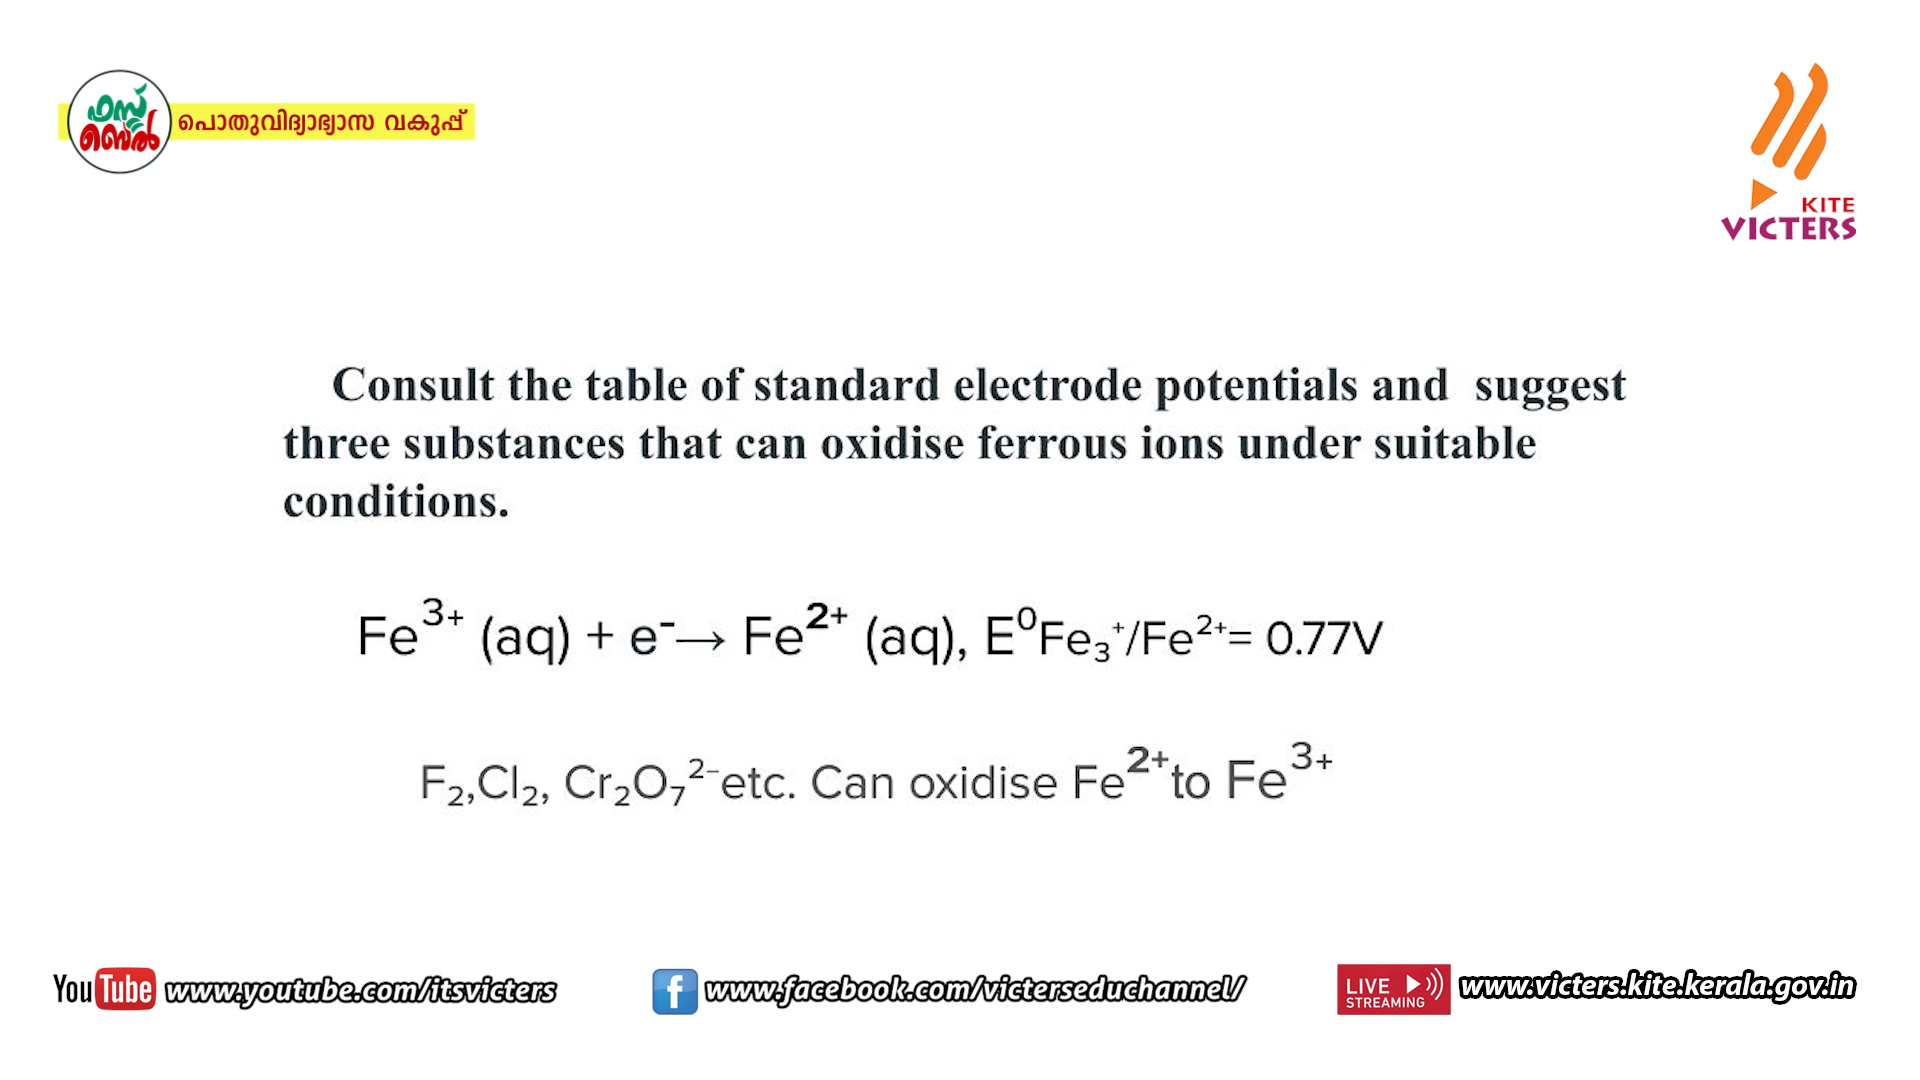 ഫസ്റ്റ്
ബെൽ
പൊതുവിദ്യാഭ്യാസ വകുപ്പ്
KITE
VICTERS
Consult the table of standard electrode potentials and suggest
three substances that can oxidise ferrous ions under suitable
conditions.
Fe³⁺ (aq) + e⁻→ Fe²⁺ (aq), E⁰Fe₃⁺/Fe²⁺= 0.77V
F₂,Cl₂, Cr₂O₇²⁻etc. Can oxidise Fe²⁺to Fe³⁺
YouTube www.youtube.com/itsvicters
f www.facebook.com/victerseduchannel/
LIVE
STREAMING
www.victers.kite.kerala.gov.in